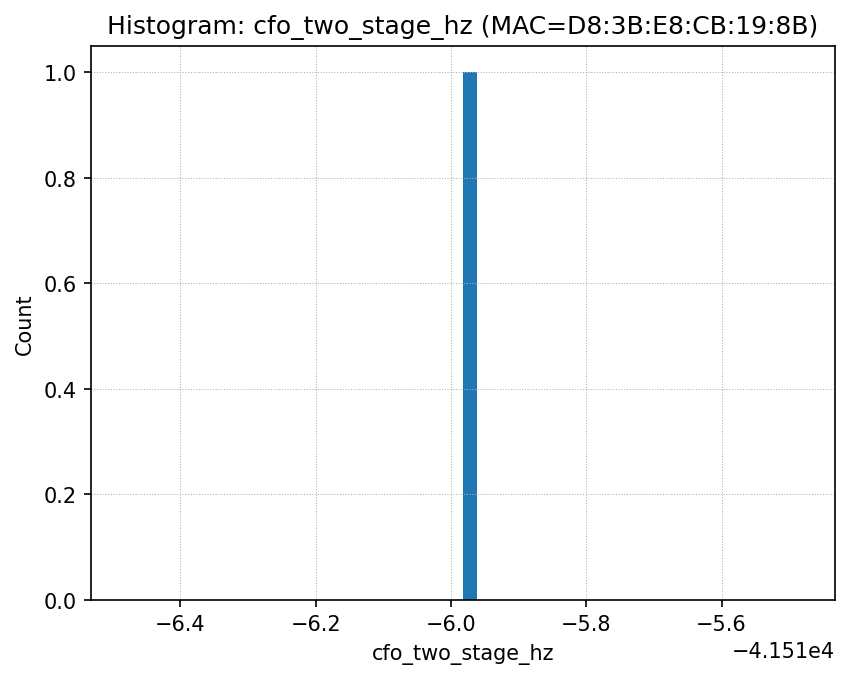 Histogram: cfo_two_stage_hz (MAC=D8:3B:E8:CB:19:8B)
1.0
0.8
0.6
0.4
0.2
0.0
Count
−6.4 −6.2 −6.0 −5.8 −5.6
cfo_two_stage_hz
−4.151e4